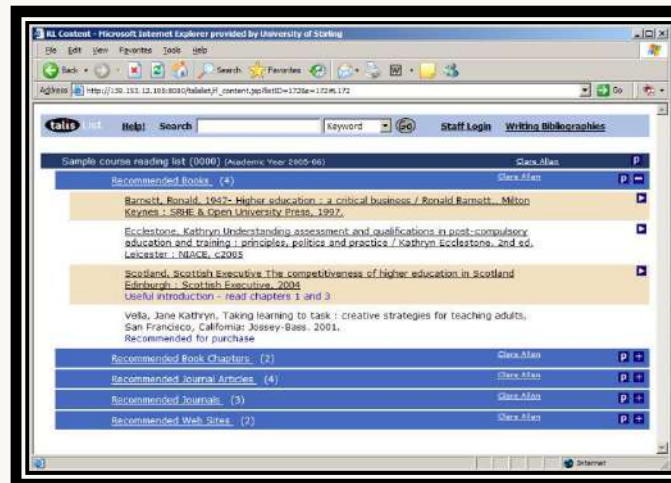 RL Content - Microsoft Internet Explorer provided by University of Stirling
File Edit View Favorites Tools Help
Back Search Favorites
Address Go
talis List Help! Search Keyword GO Staff Login Writing Bibliographies
Sample course reading list (0000) (Academic Year 2005-06) Clare Allan P
Recommended Books (4) Clare Allan P
Barnett, Ronald, 1947- Higher education : a critical business / Ronald Barnett.. Milton
Keynes : SRHE & Open University Press, 1997.
Ecclestone, Kathryn Understanding assessment and qualifications in post-compulsory
education and training : principles, politics and practice / Kathryn Ecclestone. 2nd ed.
Leicester : NIACE, c2005
Scotland. Scottish Executive The competitiveness of higher education in Scotland
Edinburgh : Scottish Executive, 2004
Useful introduction - read chapters 1 and 3
Vella, Jane Kathryn, Taking learning to task : creative strategies for teaching adults,
San Francisco, California: Jossey-Bass. 2001.
Recommended for purchase
Recommended Book Chapters (2) Clare Allan P
Recommended Journal Articles (4) Clare Allan P
Recommended Journals (3) Clare Allan P
Recommended Web Sites (2) Clare Allan P
Internet